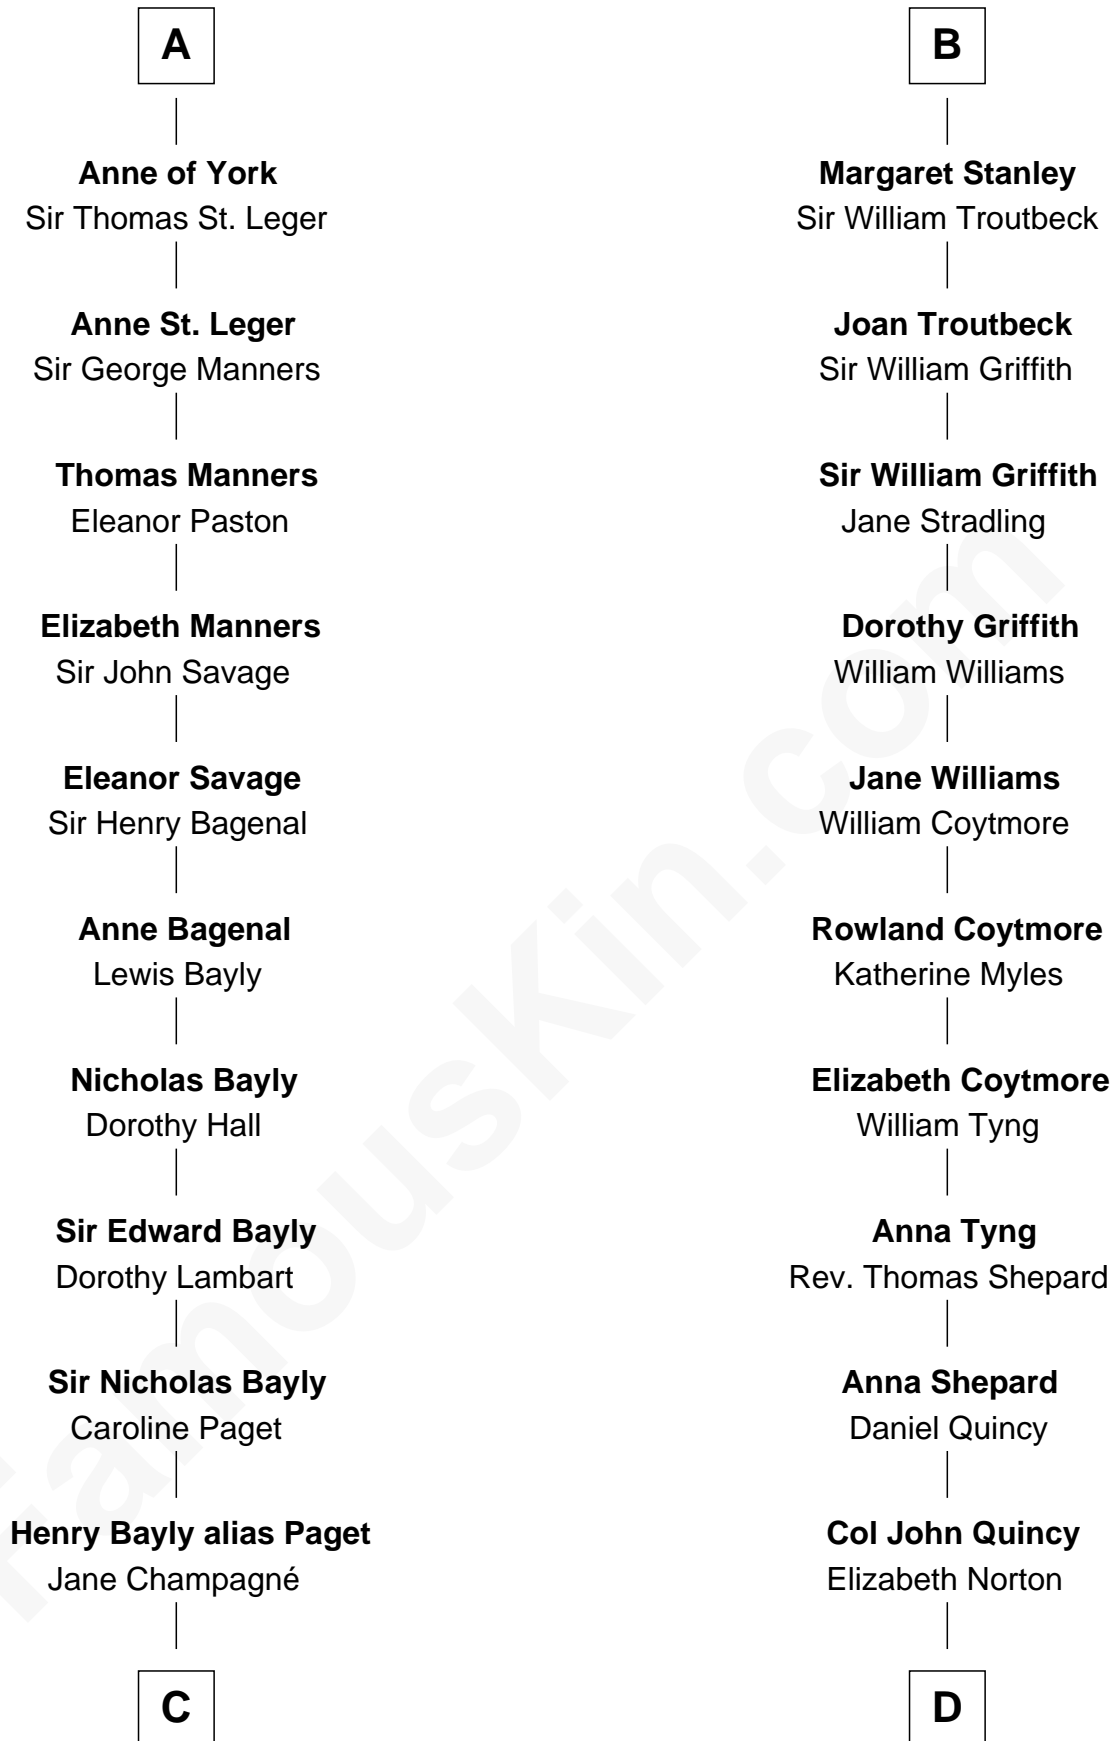 A
Anne of York
Sir Thomas St. Leger
Anne St. Leger
Sir George Manners
Thomas Manners
Eleanor Paston
Elizabeth Manners
Sir John Savage
Eleanor Savage
Sir Henry Bagenal
Anne Bagenal
Lewis Bayly
Nicholas Bayly
Dorothy Hall
Sir Edward Bayly
Dorothy Lambart
Sir Nicholas Bayly
Caroline Paget
Henry Bayly alias Paget
Jane Champagné
C
B
Margaret Stanley
Sir William Troutbeck
Joan Troutbeck
Sir William Griffith
Sir William Griffith
Jane Stradling
Dorothy Griffith
William Williams
Jane Williams
William Coytmore
Rowland Coytmore
Katherine Myles
Elizabeth Coytmore
William Tyng
Anna Tyng
Rev. Thomas Shepard
Anna Shepard
Daniel Quincy
Col John Quincy
Elizabeth Norton
D
famouskin.com